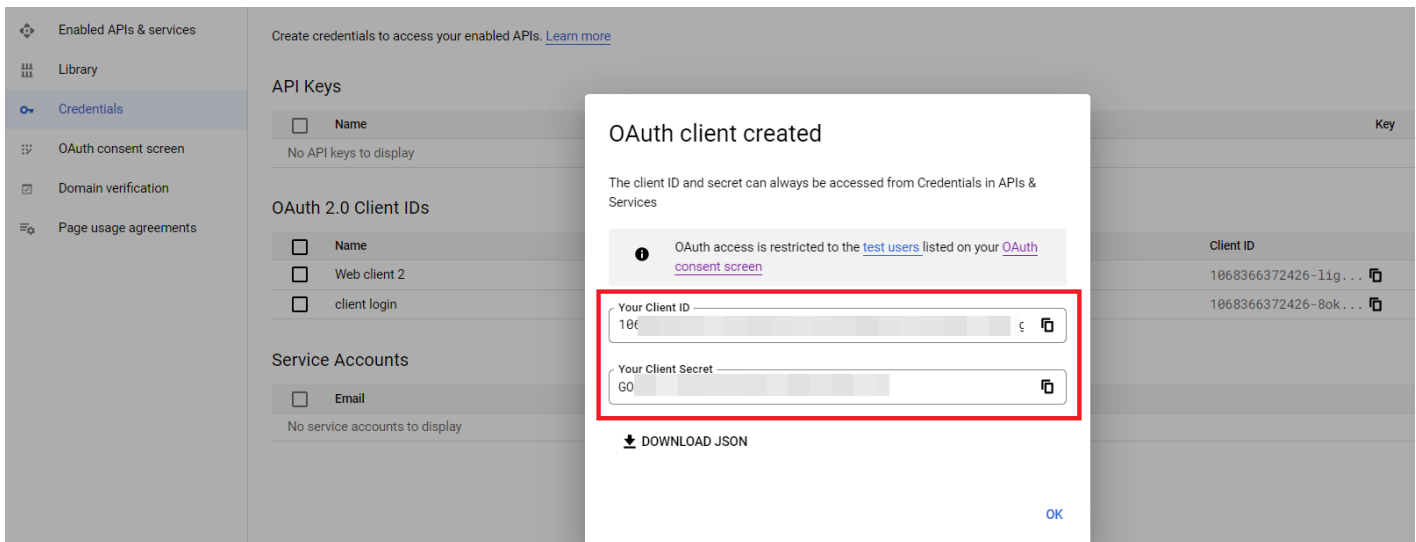 Enabled APIs & services
Library
Credentials
OAuth consent screen
Domain verification
Page usage agreements
Create credentials to access your enabled APIs. Learn more
API Keys
Name
Key
No API keys to display
OAuth 2.0 Client IDs
Name
Client ID
Web client 2
1068366372426-lig...
client login
1068366372426-8ok...
Service Accounts
Email
No service accounts to display
OAuth client created
The client ID and secret can always be accessed from Credentials in APIs &
Services
OAuth access is restricted to the test users listed on your OAuth
consent screen
Your Client ID
106
Your Client Secret
GO
DOWNLOAD JSON
OK